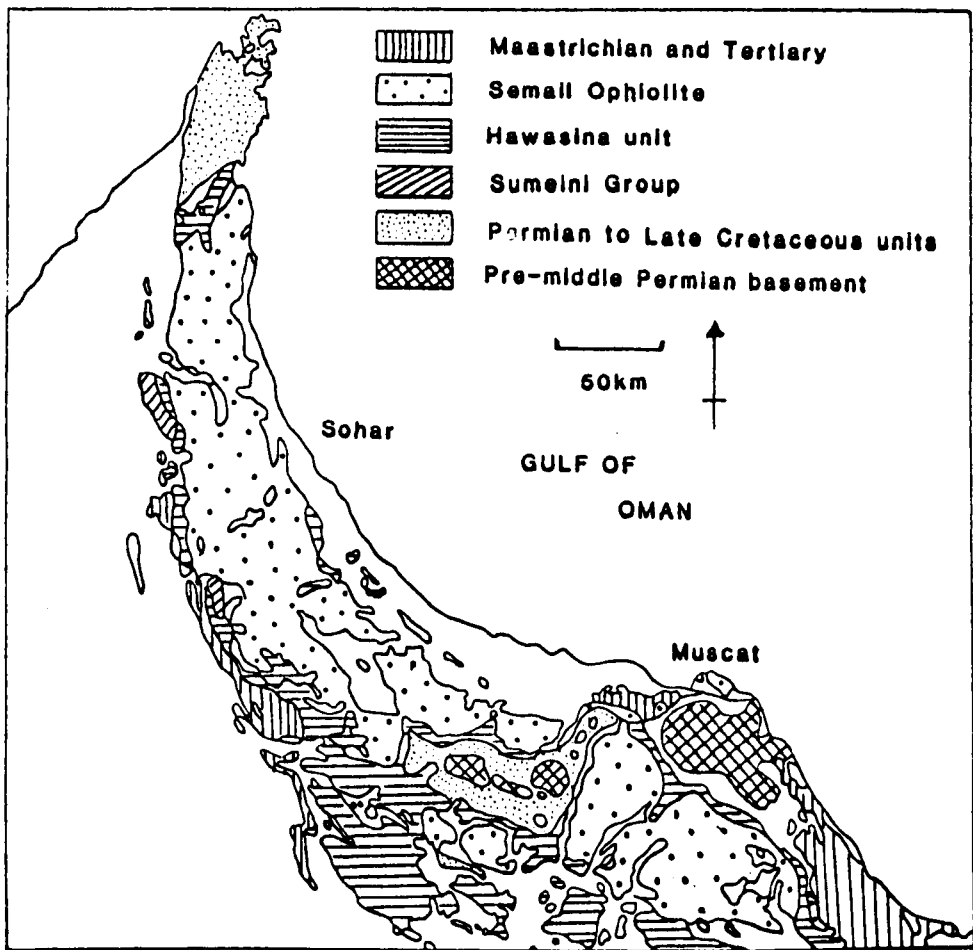 Maastrichian and Tertiary
Semail Ophiolite
Hawasina unit
Sumeini Group
Permian to Late Cretaceous units
Pre-middle Permian basement
50km
Sohar
GULF OF
OMAN
Muscat